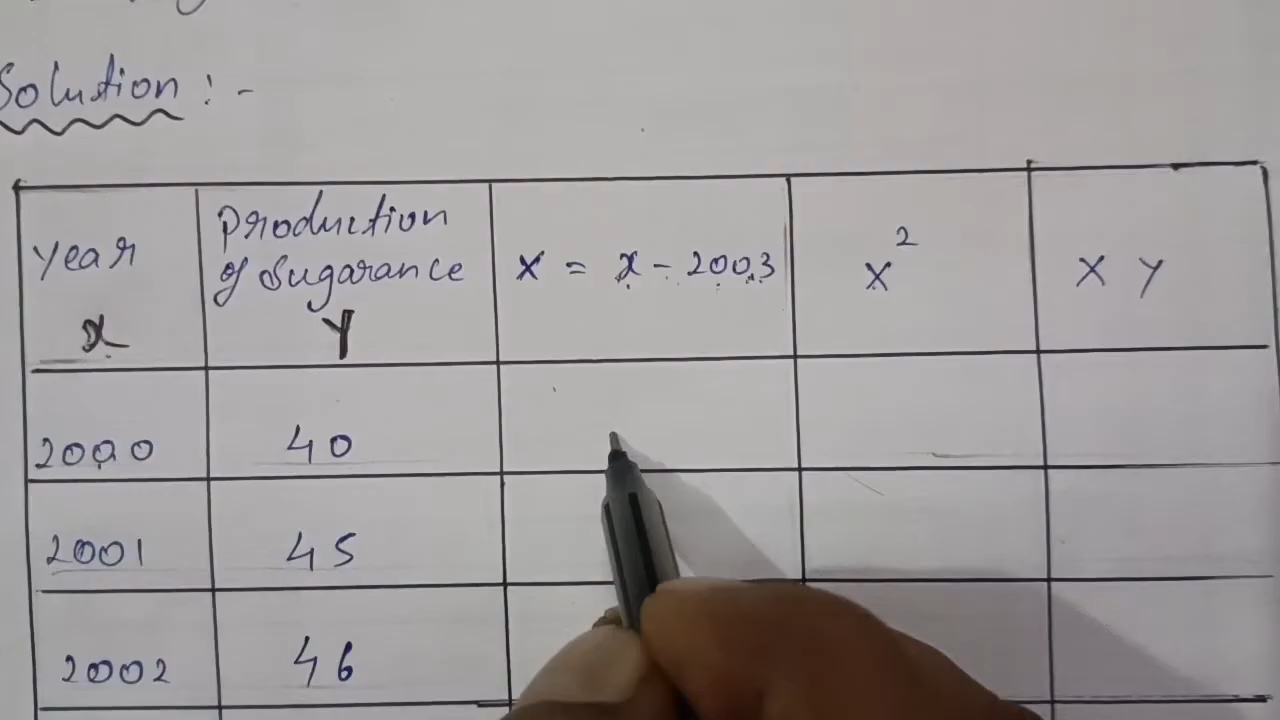 Solution :-
Year
x
Production
of Sugarance
Y
X = x - 2003
X²
X Y
2000
40
2001
45
2002
46